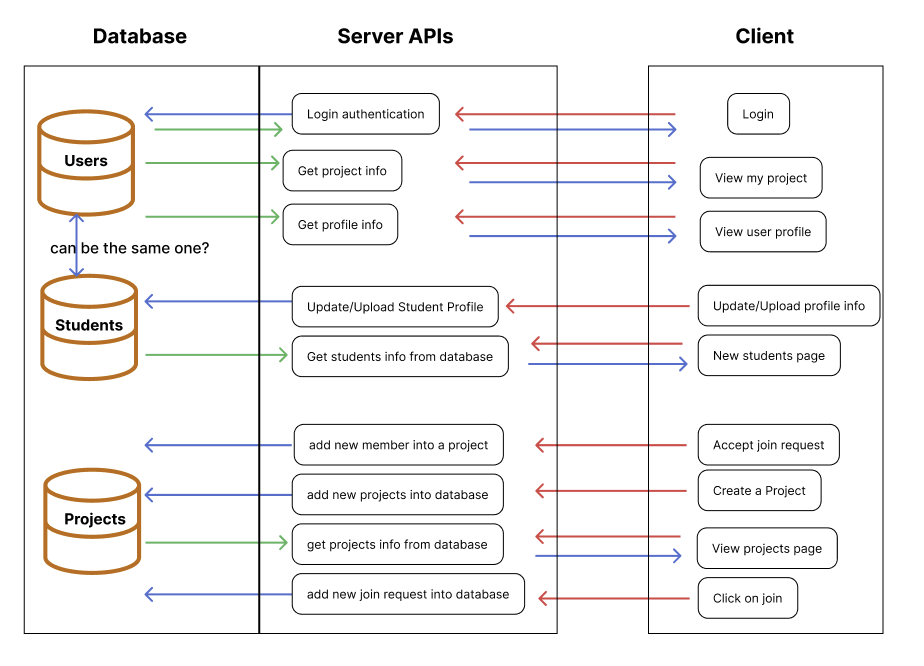 Database
Server APIs
Client
Login authentication
Login
Users
Get project info
View my project
Get profile info
View user profile
can be the same one?
Students
Update/Upload Student Profile
Update/Upload profile info
Get students info from database
New students page
add new member into a project
Accept join request
Projects
add new projects into database
Create a Project
get projects info from database
View projects page
add new join request into database
Click on join